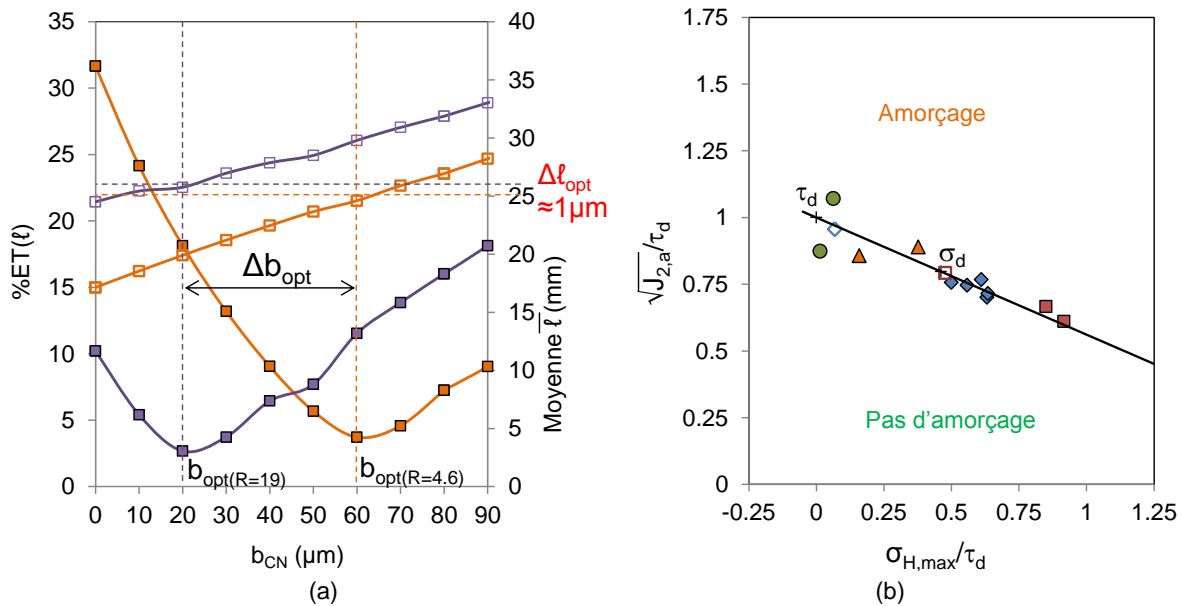 35
30
25
20
15
10
5
0
%ET(ℓ)
40
35
30
25
20
15
10
5
0
Moyenne ℓ̅ (mm)
Δℓopt
≈1µm
Δbopt
bopt(R=19)
bopt(R=4.6)
0 10 20 30 40 50 60 70 80 90
bCN (µm)
(a)
1.75
1.5
1.25
1
0.75
0.5
0.25
0
√J2,a/τd
Amorçage
τd
σd
Pas d'amorçage
-0.25 0 0.25 0.5 0.75 1 1.25
σH,max/τd
(b)